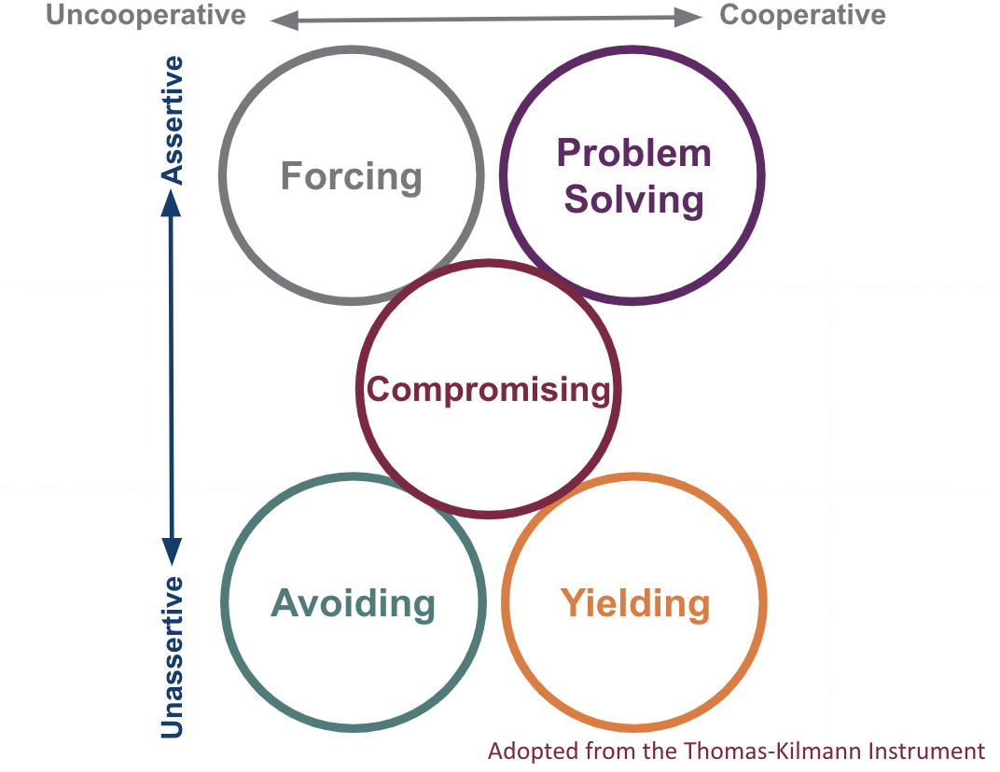 Uncooperative
Cooperative
Assertive
Forcing
Problem
Solving
Compromising
Unassertive
Avoiding
Yielding
Adopted from the Thomas-Kilmann Instrument